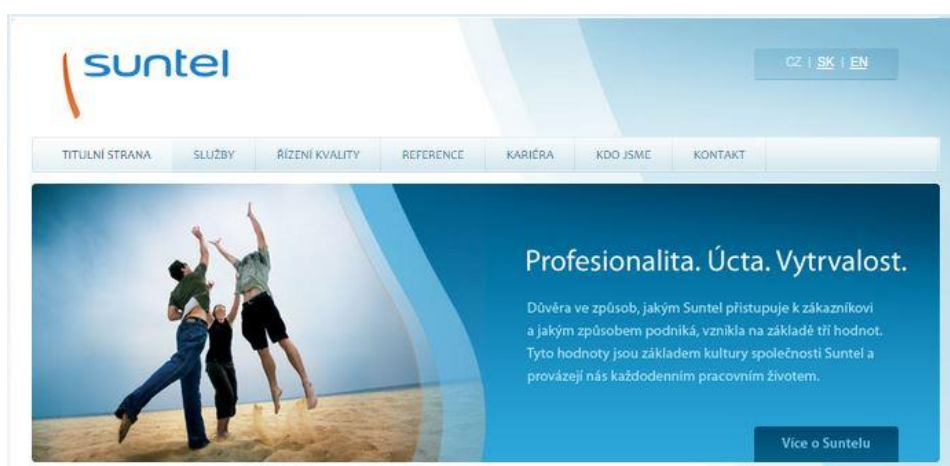 suntel
CZ | SK | EN
TITULNÍ STRANA SLUŽBY ŘÍZENÍ KVALITY REFERENCE KARIÉRA KDO JSME KONTAKT
Profesionalita. Úcta. Vytrvalost.
Důvěra ve způsob, jakým Suntel přistupuje k zákazníkovi
a jakým způsobem podniká, vznikla na základě tří hodnot.
Tyto hodnoty jsou základem kultury společnosti Suntel a
provázejí nás každodenním pracovním životem.
Více o Suntelu